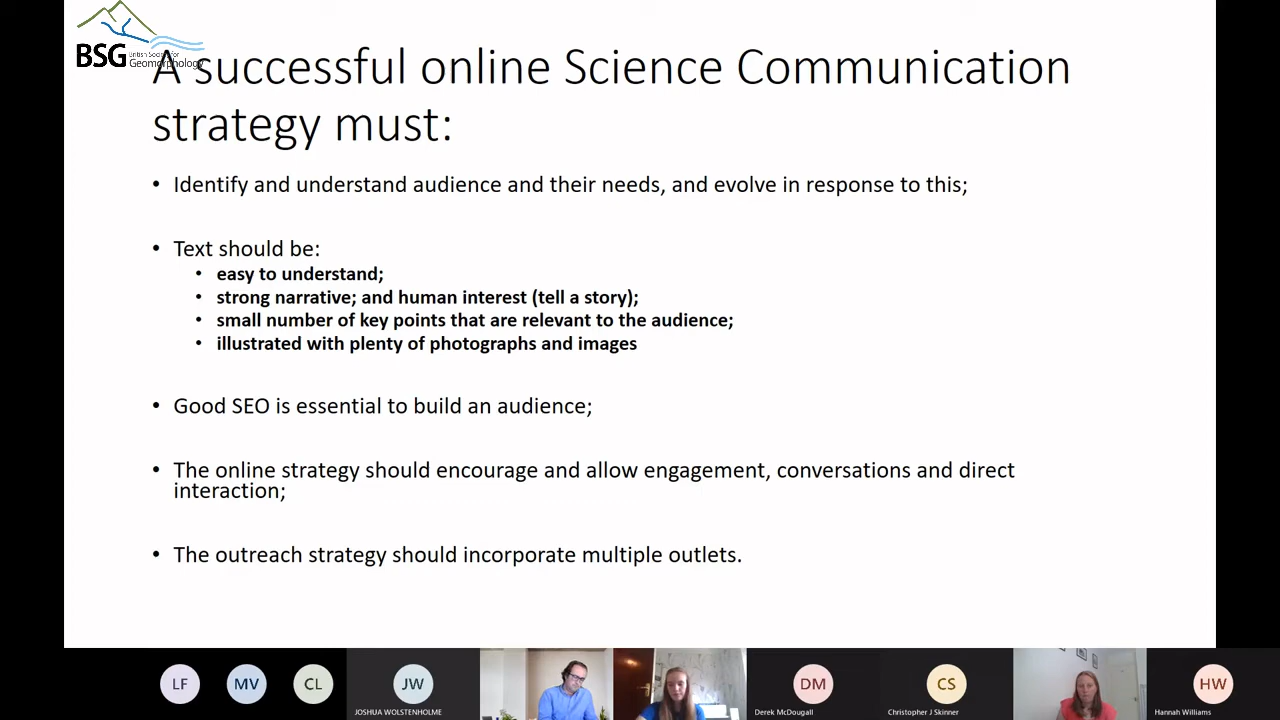 BSG British Society for
Geomorphology
A successful online Science Communication
strategy must:
• Identify and understand audience and their needs, and evolve in response to this;
• Text should be:
• easy to understand;
• strong narrative; and human interest (tell a story);
• small number of key points that are relevant to the audience;
• illustrated with plenty of photographs and images
• Good SEO is essential to build an audience;
• The online strategy should encourage and allow engagement, conversations and direct
interaction;
• The outreach strategy should incorporate multiple outlets.
LF MV CL JW DM CS HW
JOSHUA WOLSTENHOLME Derek McDougall Christopher J Skinner Hannah Williams